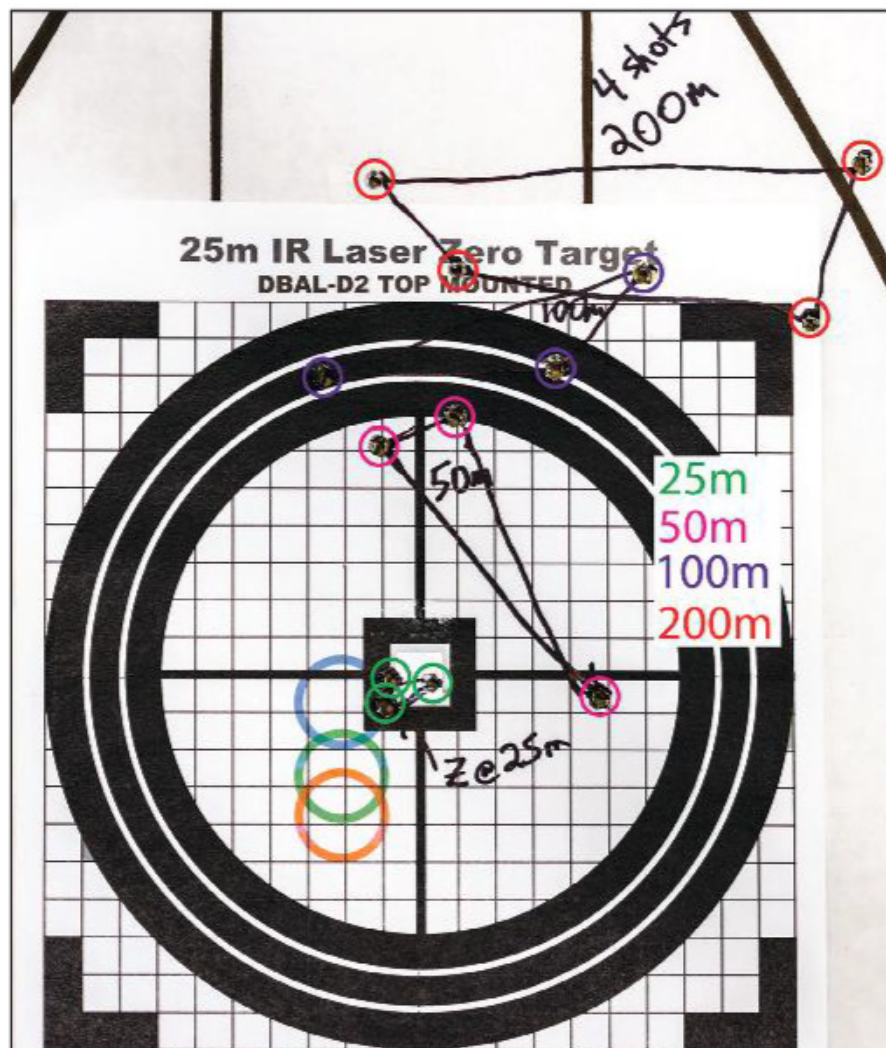 4 shots
200m
25m IR Laser Zero Target
DBAL-D2 TOP MOUNTED
100m
50m
25m
50m
100m
200m
Z@25m